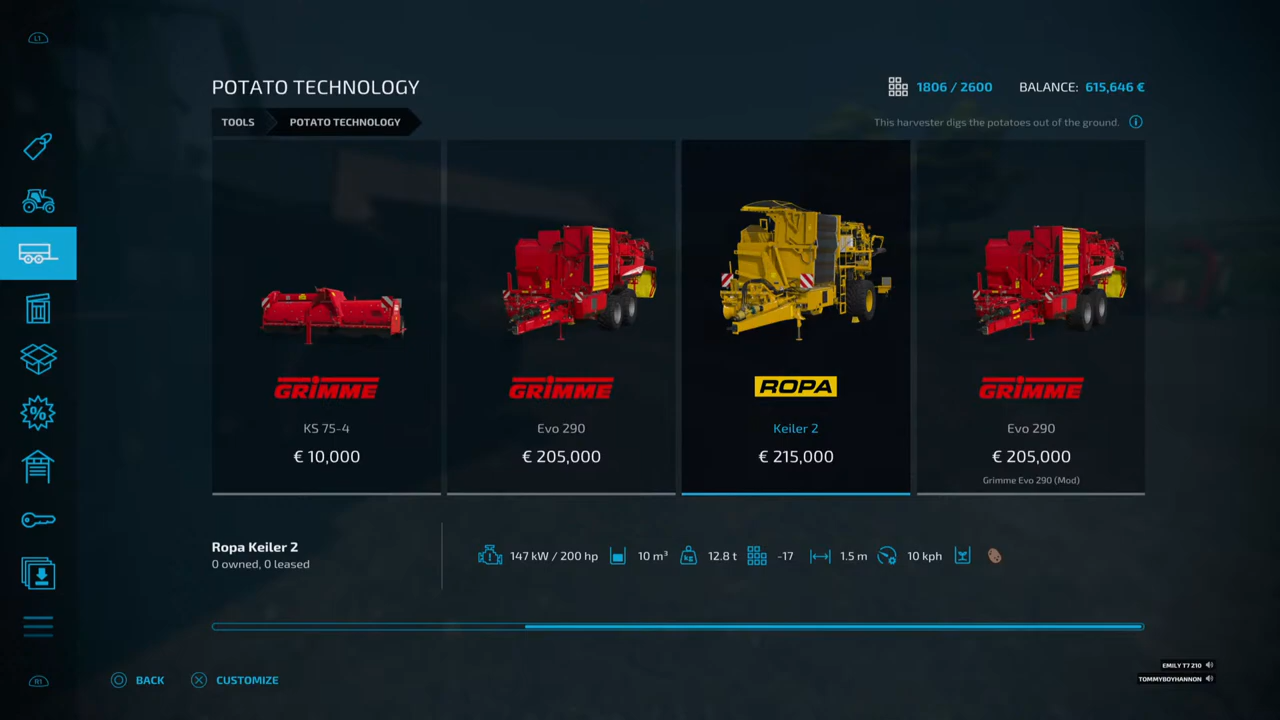 L1
POTATO TECHNOLOGY
1806 / 2600
BALANCE: 615,646 €
TOOLS
POTATO TECHNOLOGY
This harvester digs the potatoes out of the ground.
GRIMME
KS 75-4
€ 10,000
GRIMME
Evo 290
€ 205,000
ROPA
Keiler 2
€ 215,000
GRIMME
Evo 290
€ 205,000
Grimme Evo 290 (Mod)
Ropa Keiler 2
0 owned, 0 leased
147 kW / 200 hp
10 m³
12.8 t
-17
1.5 m
10 kph
EMILY T7 210
TOMMYBOYHANNON
R1
BACK
CUSTOMIZE